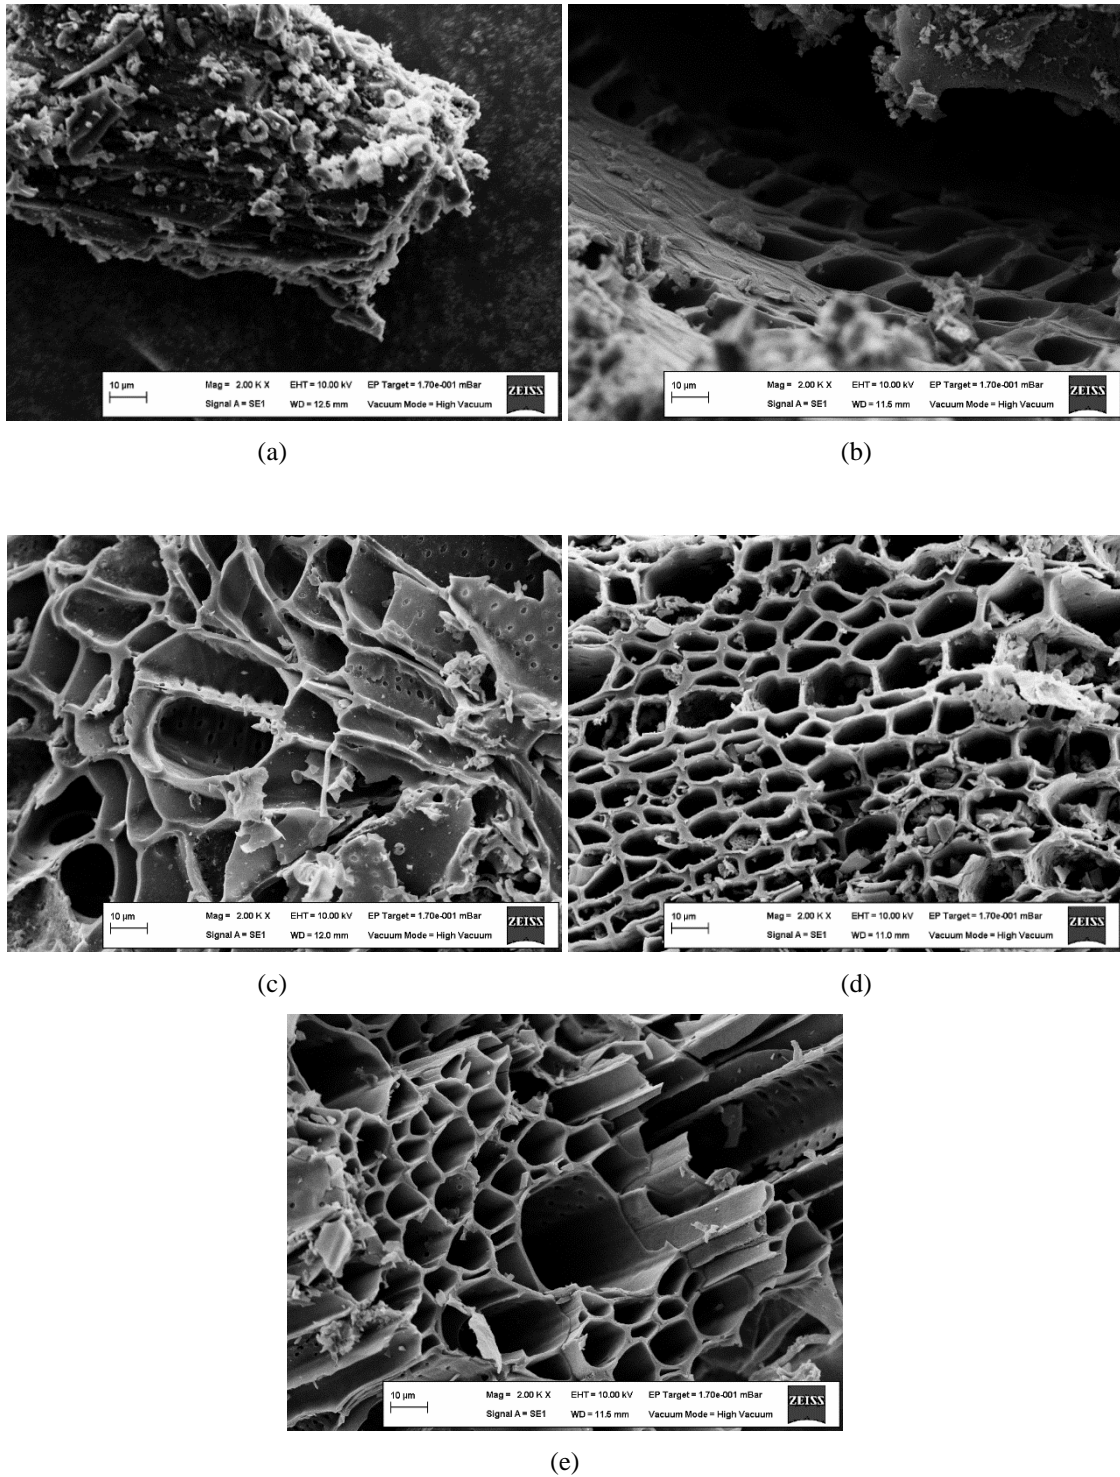 10 µm Mag = 2.00 K X EHT = 10.00 kV EP Target = 1.70e-001 mBar ZEISS
Signal A = SE1 WD = 12.5 mm Vacuum Mode = High Vacuum
10 µm Mag = 2.00 K X EHT = 10.00 kV EP Target = 1.70e-001 mBar ZEISS
Signal A = SE1 WD = 11.5 mm Vacuum Mode = High Vacuum
(a) (b)
10 µm Mag = 2.00 K X EHT = 10.00 kV EP Target = 1.70e-001 mBar ZEISS
Signal A = SE1 WD = 12.0 mm Vacuum Mode = High Vacuum
10 µm Mag = 2.00 K X EHT = 10.00 kV EP Target = 1.70e-001 mBar ZEISS
Signal A = SE1 WD = 11.0 mm Vacuum Mode = High Vacuum
(c) (d)
10 µm Mag = 2.00 K X EHT = 10.00 kV EP Target = 1.70e-001 mBar ZEISS
Signal A = SE1 WD = 11.5 mm Vacuum Mode = High Vacuum
(e)